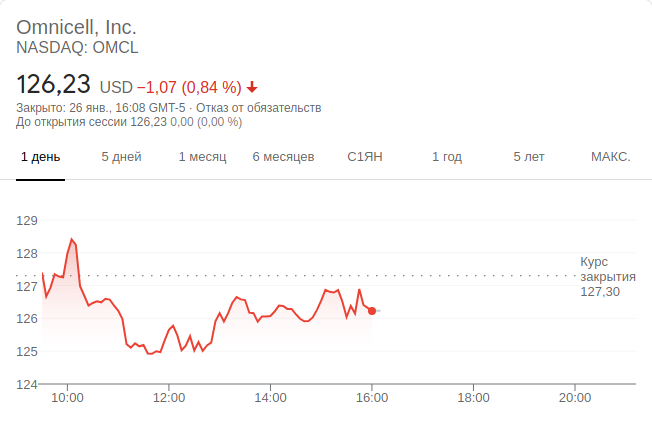 Omnicell, Inc.
NASDAQ: OMCL
126,23 USD −1,07 (0,84 %)
Закрыто: 26 янв., 16:08 GMT-5 · Отказ от обязательств
До открытия сессии 126,23 0,00 (0,00 %)
1 день 5 дней 1 месяц 6 месяцев С1ЯН 1 год 5 лет МАКС.
129
128
Курс
закрытия
127,30
127
126
125
124
10:00 12:00 14:00 16:00 18:00 20:00